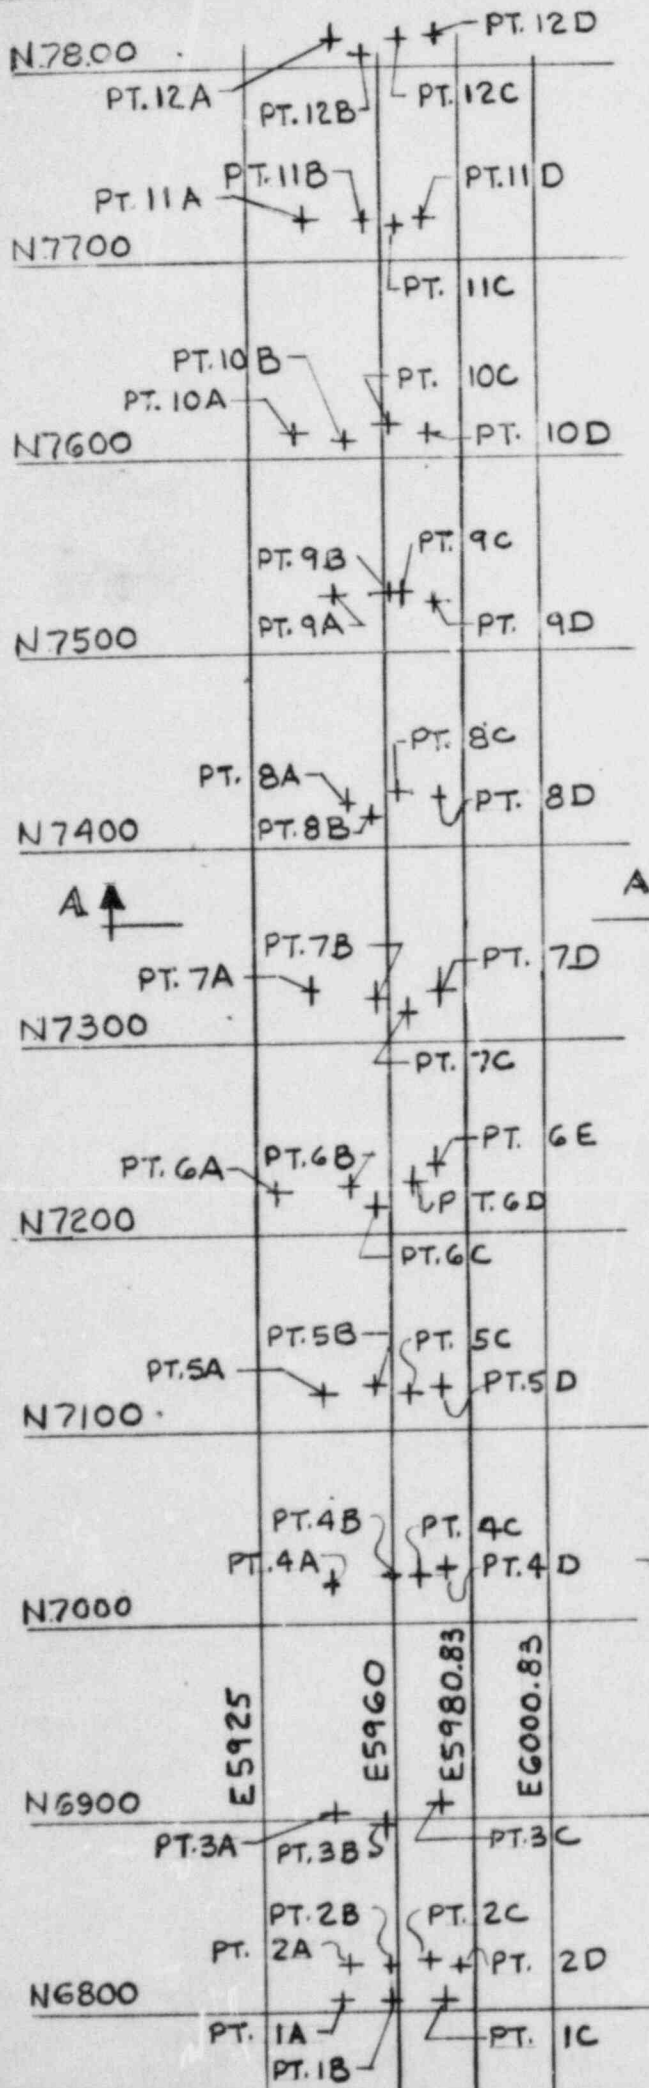 PT. 12D
N.78.00
PT. 12A
PT. 12B
PT. 12C
PT. 11B
PT. 11D
PT. 11A
N7700
PT. 11C
PT. 10B
PT. 10C
PT. 10A
PT. 10D
N7600
PT. 9C
PT. 9B
PT. 9A
PT. 9D
N7500
PT. 8C
PT. 8A
PT. 8D
PT. 8B
N7400
A
A
PT. 7B
PT. 7D
PT. 7A
N7300
PT. 7C
PT. 6E
PT. 6B
PT. 6A
PT. 6D
N7200
PT. 6C
PT. 5B
PT. 5C
PT. 5A
PT. 5D
N7100
PT. 4B
PT. 4C
PT. 4A
PT. 4D
N7000
E5925
E5960
E5980.83
E6000.83
N6900
PT. 3A
PT. 3B
PT. 3C
PT. 2B
PT. 2C
PT. 2A
PT. 2D
N6800
PT. 1A
PT. 1C
PT. 1B